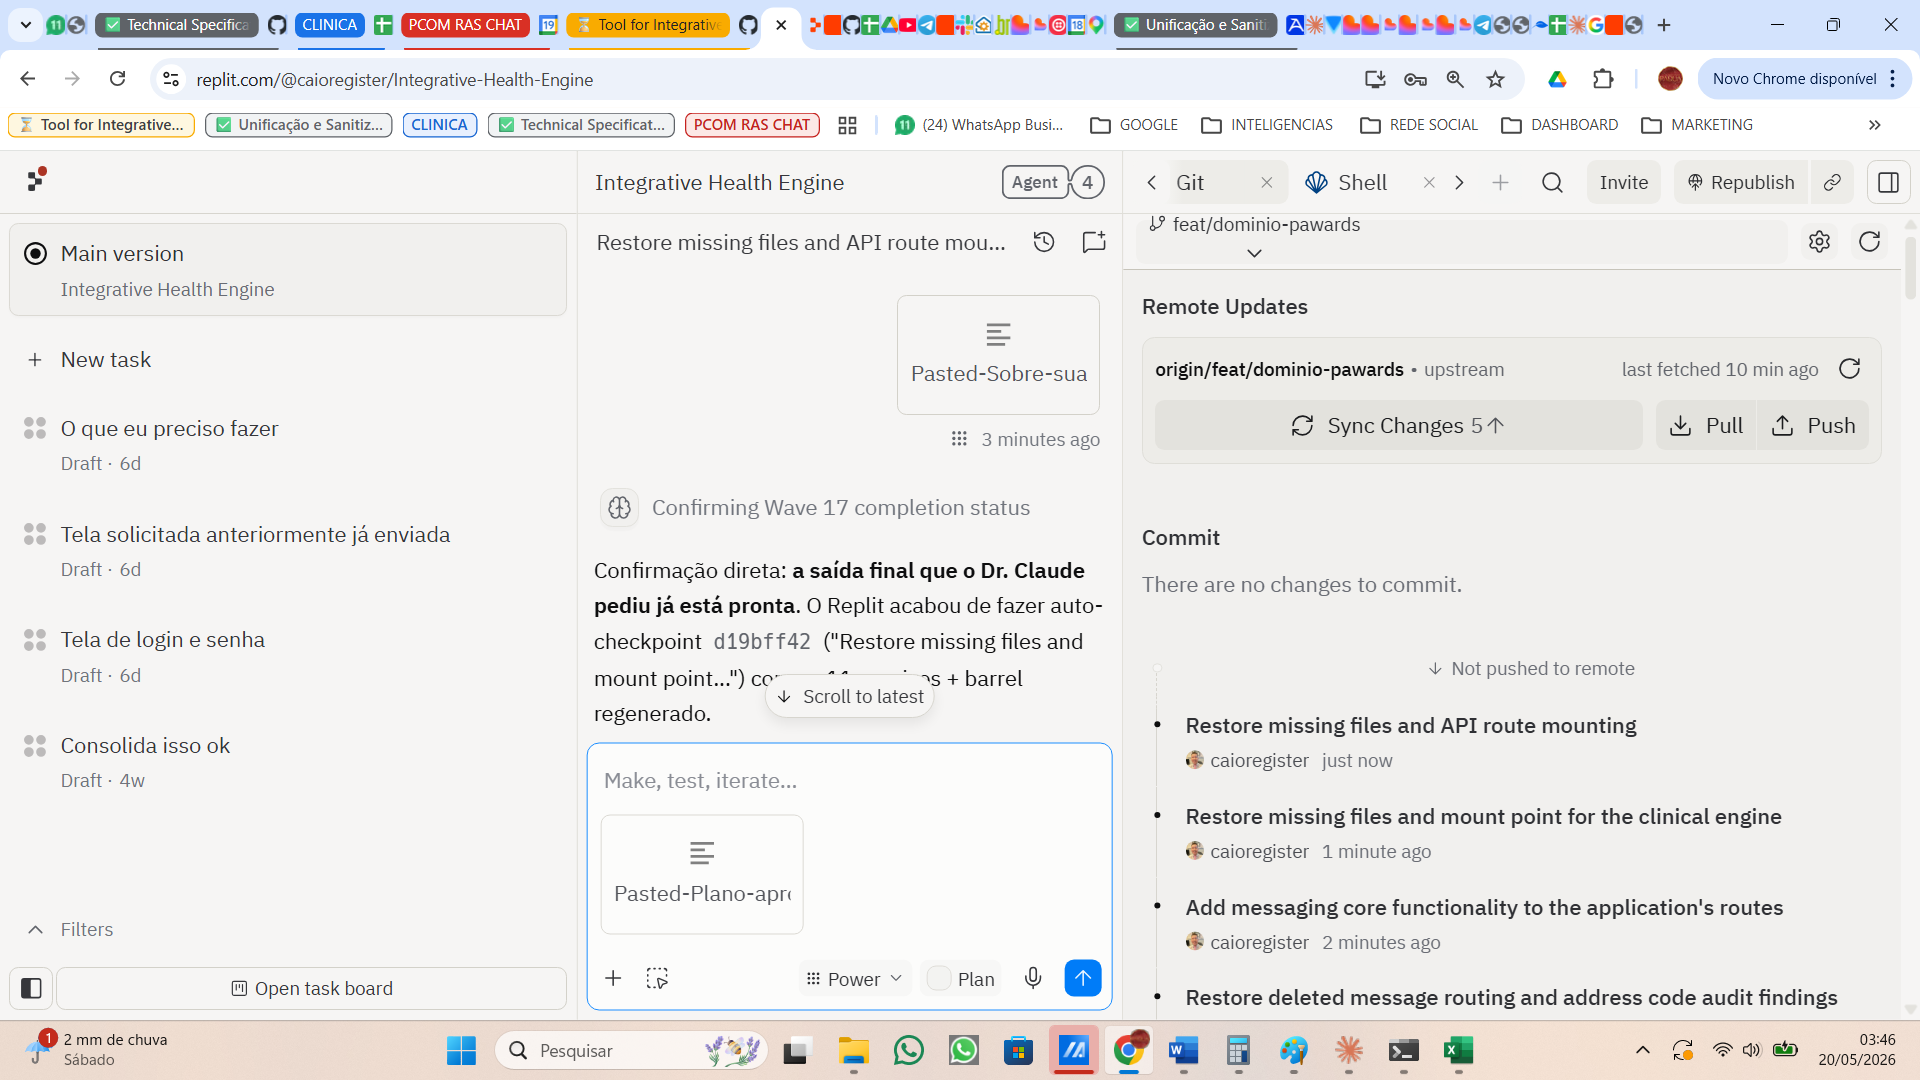 Technical Specifica
CLINICA
PCOM RAS CHAT
Tool for Integrative
Unificação e Saniti
replit.com/@caioregister/Integrative-Health-Engine
Novo Chrome disponível
Tool for Integrative...
Unificação e Sanitiz...
CLINICA
Technical Specificat...
PCOM RAS CHAT
(24) WhatsApp Busi...
GOOGLE
INTELIGENCIAS
REDE SOCIAL
DASHBOARD
MARKETING
Main version
Integrative Health Engine
New task
O que eu preciso fazer
Draft · 6d
Tela solicitada anteriormente já enviada
Draft · 6d
Tela de login e senha
Draft · 6d
Consolida isso ok
Draft · 4w
Filters
Open task board
Integrative Health Engine
Agent 4
Restore missing files and API route mou...
Pasted-Sobre-sua
3 minutes ago
Confirming Wave 17 completion status
Confirmação direta: a saída final que o Dr. Claude
pediu já está pronta. O Replit acabou de fazer auto-
checkpoint d19bff42 ("Restore missing files and
mount point...") + barrel
regenerado.
Scroll to latest
Make, test, iterate...
Pasted-Plano-apr
Power
Plan
Git
Shell
Invite
Republish
feat/dominio-pawards
Remote Updates
origin/feat/dominio-pawards • upstream
last fetched 10 min ago
Sync Changes 5↑
Pull
Push
Commit
There are no changes to commit.
↓ Not pushed to remote
Restore missing files and API route mounting
caioregister just now
Restore missing files and mount point for the clinical engine
caioregister 1 minute ago
Add messaging core functionality to the application's routes
caioregister 2 minutes ago
Restore deleted message routing and address code audit findings
1
2 mm de chuva
Sábado
Pesquisar
03:46
20/05/2026